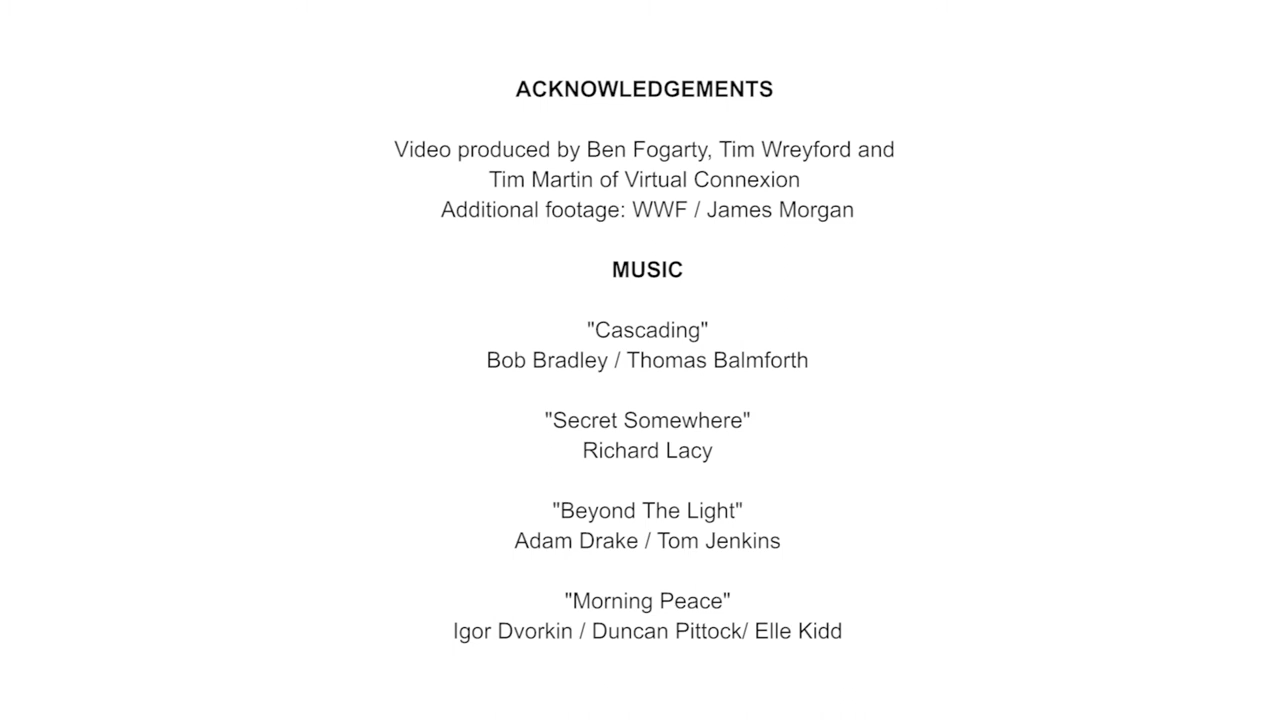 ACKNOWLEDGEMENTS
Video produced by Ben Fogarty, Tim Wreyford and
Tim Martin of Virtual Connexion
Additional footage: WWF / James Morgan
MUSIC
"Cascading"
Bob Bradley / Thomas Balmforth
"Secret Somewhere"
Richard Lacy
"Beyond The Light"
Adam Drake / Tom Jenkins
"Morning Peace"
Igor Dvorkin / Duncan Pittock/ Elle Kidd